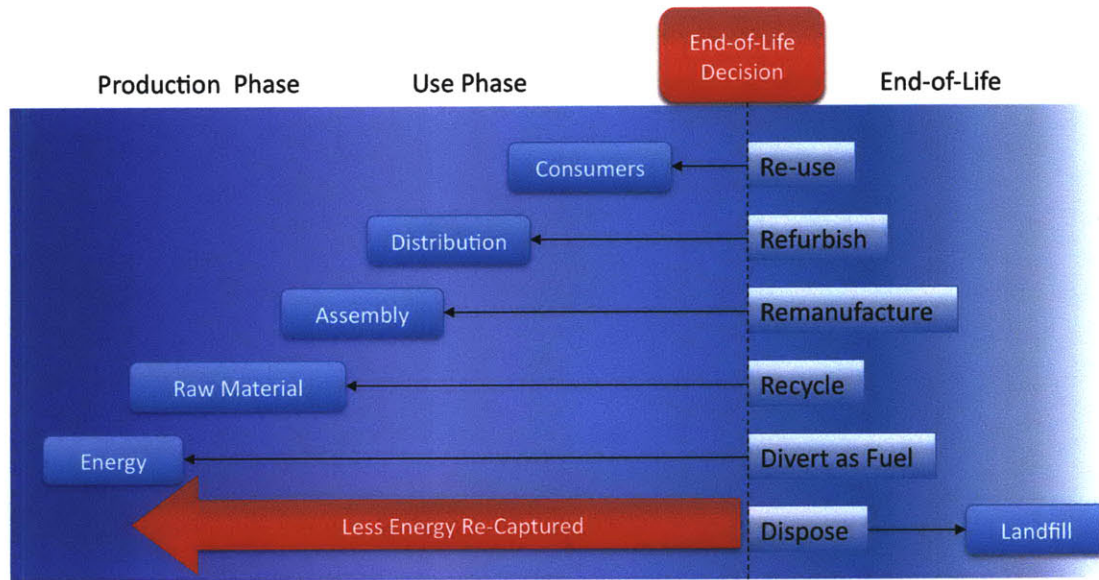 End-of-Life
Decision
Production Phase
Use Phase
End-of-Life
Consumers
Re-use
Distribution
Refurbish
Assembly
Remanufacture
Raw Material
Recycle
Energy
Divert as Fuel
Less Energy Re-Captured
Dispose
Landfill